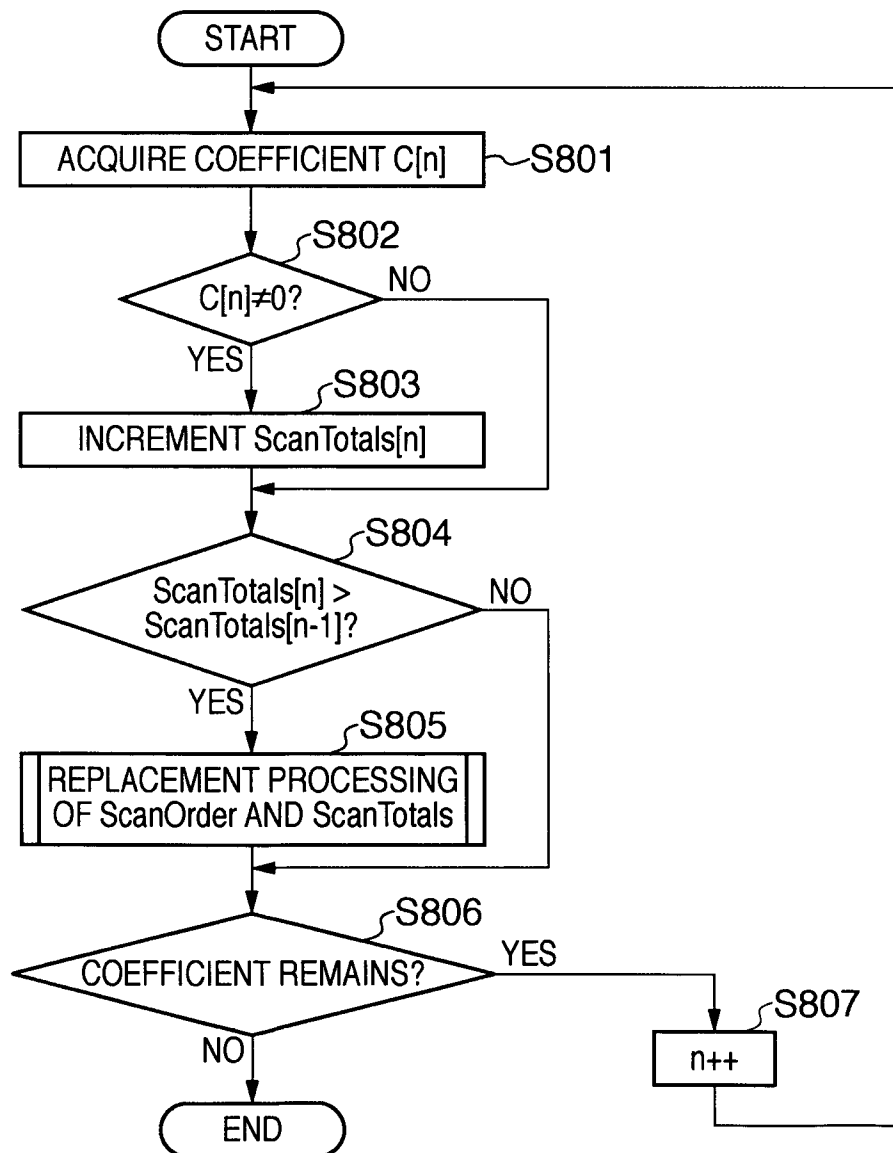 START
ACQUIRE COEFFICIENT C[n]
S801
S802
C[n]≠0?
NO
YES
S803
INCREMENT ScanTotals[n]
S804
ScanTotals[n] >
ScanTotals[n-1]?
NO
YES
S805
REPLACEMENT PROCESSING
OF ScanOrder AND ScanTotals
S806
COEFFICIENT REMAINS?
YES
NO
S807
n++
END